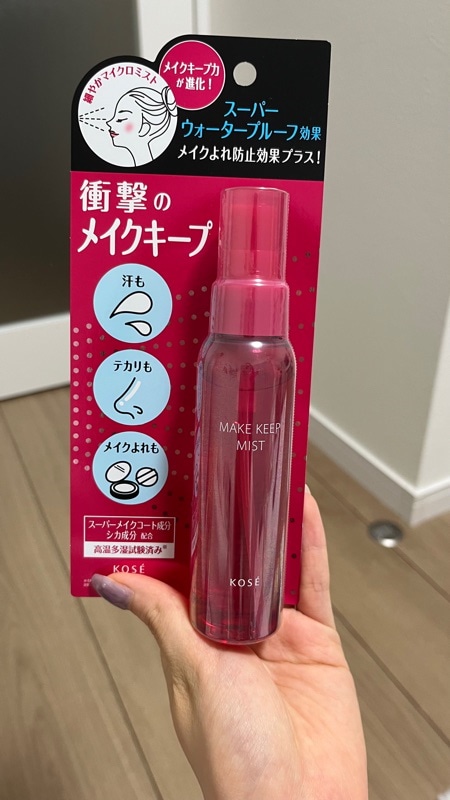 細やかマイクロミスト
メイクキープ力
が進化！
スーパー
ウォータープルーフ効果
メイクよれ防止効果プラス！
衝撃の
メイクキープ
汗も
テカリも
メイクよれも
スーパーメイクコート成分
シカ成分 配合
高温多湿試験済み※
KOSÉ
MAKE KEEP
MIST
KOSÉ